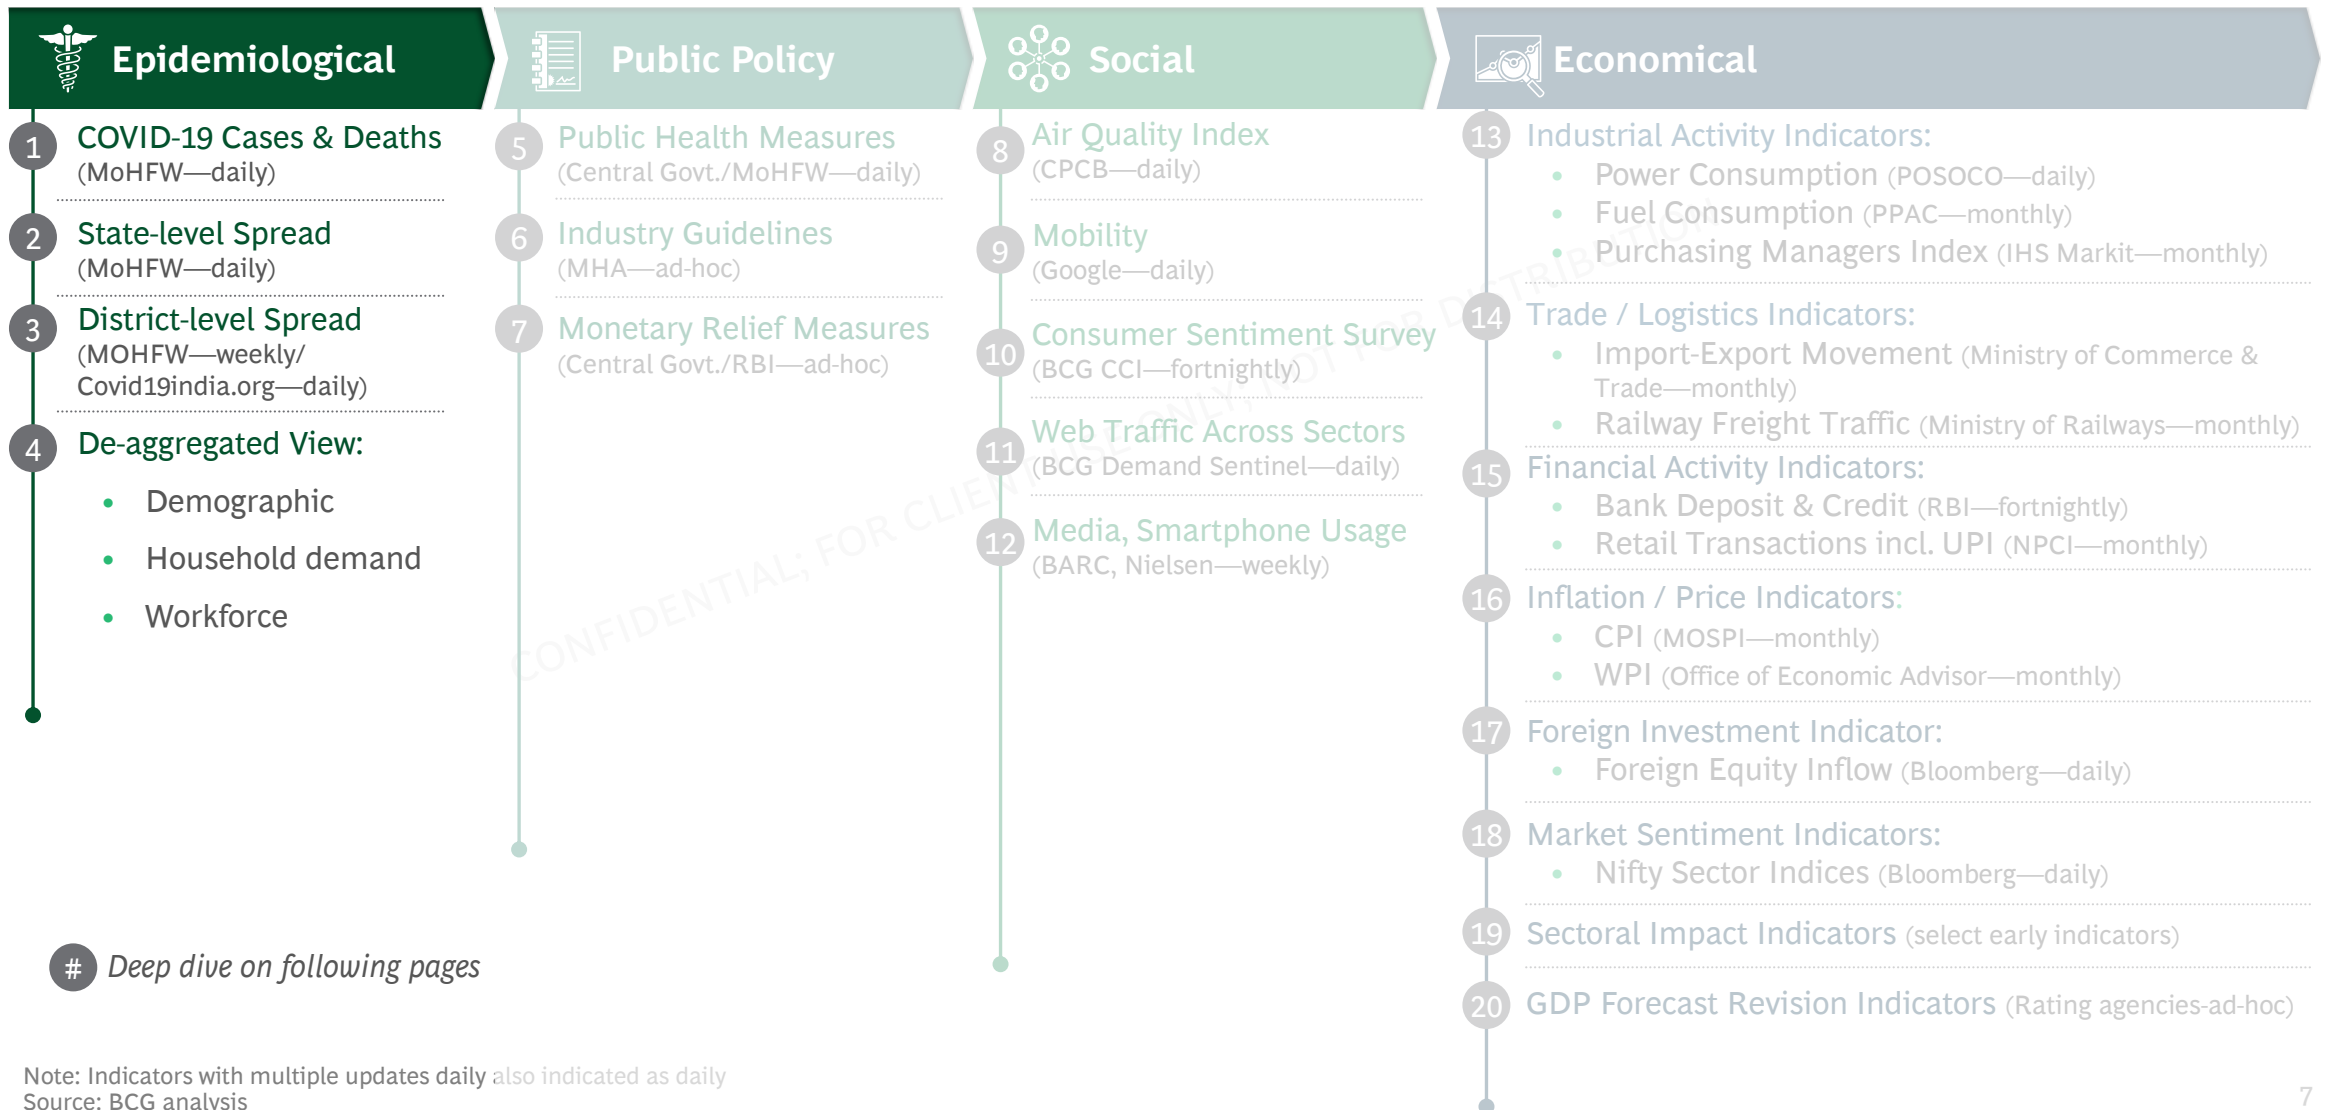 Epidemiological
1
COVID-19 Cases & Deaths
(MoHFW—daily)
2
State-level Spread
(MoHFW—daily)
3
District-level Spread
(MOHFW—weekly/
Covid19india.org—daily)
4
De-aggregated View:
• Demographic
• Household demand
• Workforce
Public Policy
5
Public Health Measures
(Central Govt./MoHFW—daily)
6
Industry Guidelines
(MHA—ad-hoc)
7
Monetary Relief Measures
(Central Govt./RBI—ad-hoc)
Social
8
Air Quality Index
(CPCB—daily)
9
Mobility
(Google—daily)
10
Consumer Sentiment Survey
(BCG CCI—fortnightly)
11
Web Traffic Across Sectors
(BCG Demand Sentinel—daily)
12
Media, Smartphone Usage
(BARC, Nielsen—weekly)
Economical
13
Industrial Activity Indicators:
• Power Consumption (POSOCO—daily)
• Fuel Consumption (PPAC—monthly)
• Purchasing Managers Index (IHS Markit—monthly)
14
Trade / Logistics Indicators:
• Import-Export Movement (Ministry of Commerce &
Trade—monthly)
• Railway Freight Traffic (Ministry of Railways—monthly)
15
Financial Activity Indicators:
• Bank Deposit & Credit (RBI—fortnightly)
• Retail Transactions incl. UPI (NPCI—monthly)
16
Inflation / Price Indicators:
• CPI (MOSPI—monthly)
• WPI (Office of Economic Advisor—monthly)
17
Foreign Investment Indicator:
• Foreign Equity Inflow (Bloomberg—daily)
18
Market Sentiment Indicators:
• Nifty Sector Indices (Bloomberg—daily)
19
Sectoral Impact Indicators (select early indicators)
20
GDP Forecast Revision Indicators (Rating agencies-ad-hoc)
CONFIDENTIAL; FOR CLIENT USE ONLY; NOT FOR DISTRIBUTION
# Deep dive on following pages
Note: Indicators with multiple updates daily also indicated as daily
Source: BCG analysis
7